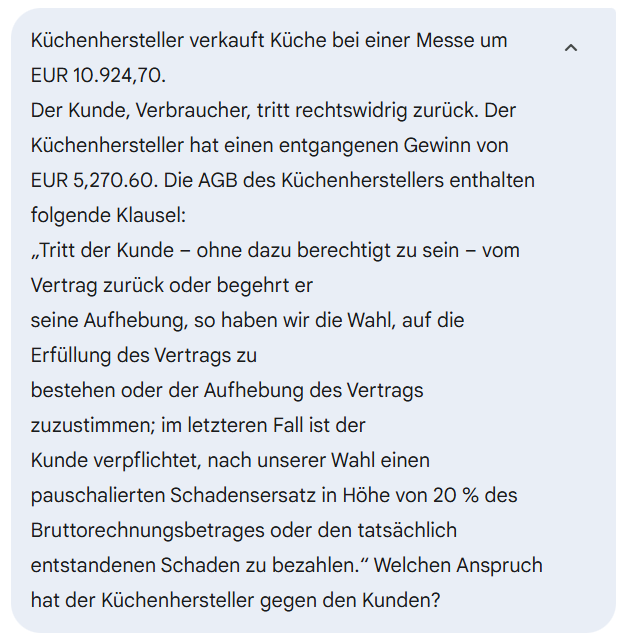 Küchenhersteller verkauft Küche bei einer Messe um
EUR 10.924,70.
Der Kunde, Verbraucher, tritt rechtswidrig zurück. Der
Küchenhersteller hat einen entgangenen Gewinn von
EUR 5,270.60. Die AGB des Küchenherstellers enthalten
folgende Klausel:
„Tritt der Kunde – ohne dazu berechtigt zu sein – vom
Vertrag zurück oder begehrt er
seine Aufhebung, so haben wir die Wahl, auf die
Erfüllung des Vertrags zu
bestehen oder der Aufhebung des Vertrags
zuzustimmen; im letzteren Fall ist der
Kunde verpflichtet, nach unserer Wahl einen
pauschalierten Schadensersatz in Höhe von 20 % des
Bruttorechnungsbetrages oder den tatsächlich
entstandenen Schaden zu bezahlen.“ Welchen Anspruch
hat der Küchenhersteller gegen den Kunden?